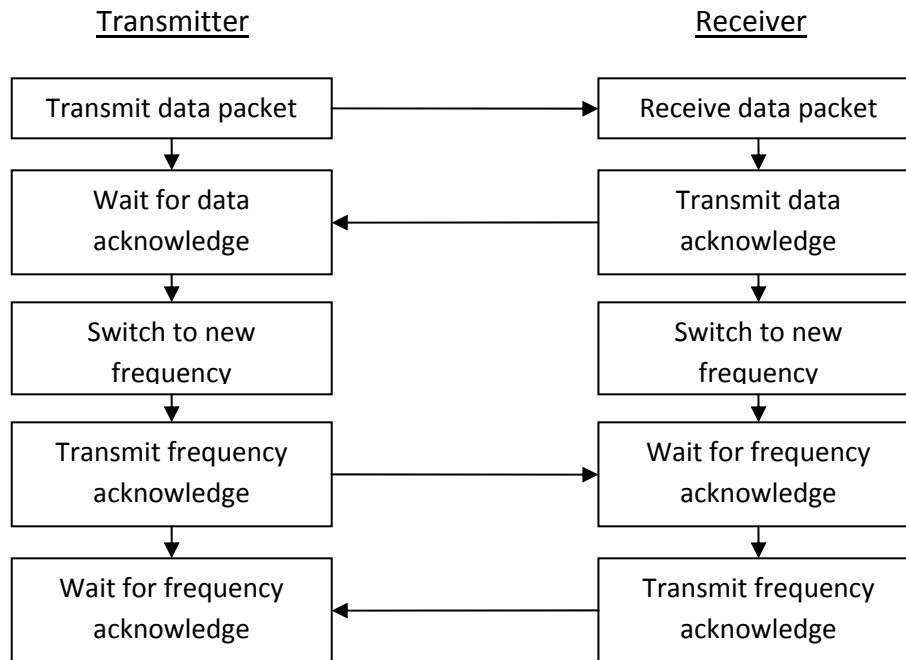 Transmitter
Receiver
Transmit data packet
Receive data packet
Wait for data
acknowledge
Transmit data
acknowledge
Switch to new
frequency
Switch to new
frequency
Transmit frequency
acknowledge
Wait for frequency
acknowledge
Wait for frequency
acknowledge
Transmit frequency
acknowledge